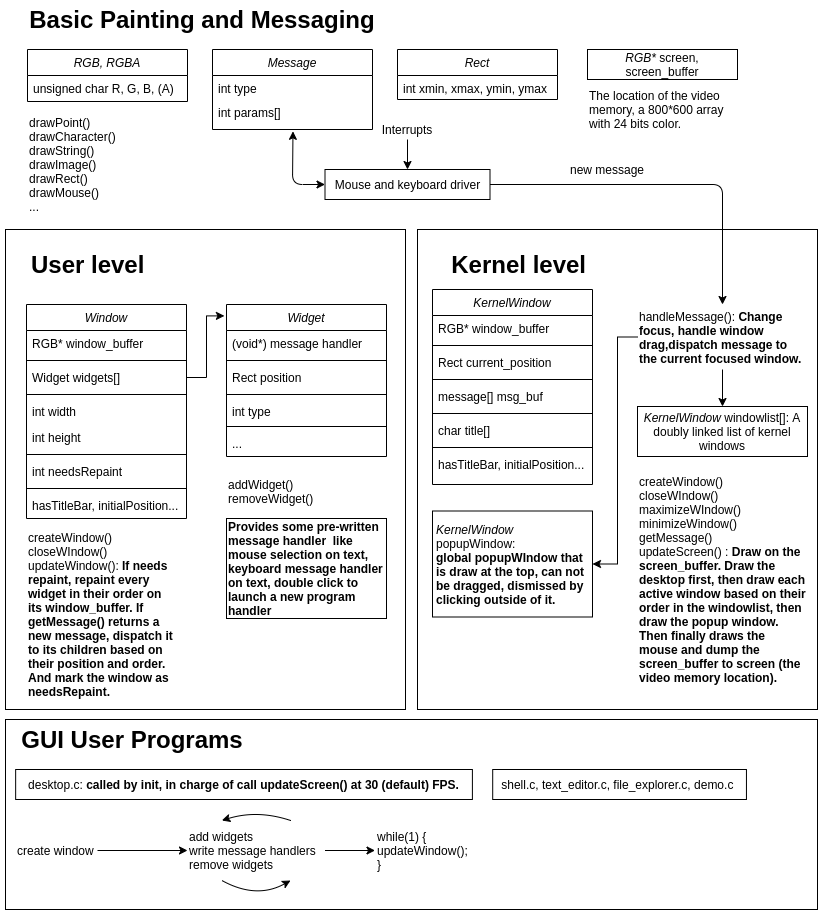 Basic Painting and Messaging
RGB, RGBA
unsigned char R, G, B, (A)
drawPoint()
drawCharacter()
drawString()
drawImage()
drawRect()
drawMouse()
...
Message
int type
int params[]
Rect
int xmin, xmax, ymin, ymax
RGB* screen,
screen_buffer
The location of the video
memory, a 800*600 array
with 24 bits color.
Interrupts
Mouse and keyboard driver
new message
User level
Window
RGB* window_buffer
Widget widgets[]
int width
int height
int needsRepaint
hasTitleBar, initialPosition...
createWindow()
closeWIndow()
updateWindow(): If needs
repaint, repaint every
widget in their order on
its window_buffer. If
getMessage() returns a
new message, dispatch it
to its children based on
their position and order.
And mark the window as
needsRepaint.
Widget
(void*) message handler
Rect position
int type
...
addWidget()
removeWidget()
Provides some pre-written
message handler  like
mouse selection on text,
keyboard message handler
on text, double click to
launch a new program
handler
Kernel level
KernelWindow
RGB* window_buffer
Rect current_position
message[] msg_buf
char title[]
hasTitleBar, initialPosition...
KernelWindow
popupWindow:
global popupWIndow that
is draw at the top, can not
be dragged, dismissed by
clicking outside of it.
handleMessage(): Change
focus, handle window
drag,dispatch message to
the current focused window.
KernelWindow windowlist[]: A
doubly linked list of kernel
windows
createWindow()
closeWIndow()
maximizeWIndow()
minimizeWindow()
getMessage()
updateScreen() : Draw on the
screen_buffer. Draw the
desktop first, then draw each
active window based on their
order in the windowlist, then
draw the popup window.
Then finally draws the
mouse and dump the
screen_buffer to screen (the
video memory location).
GUI User Programs
desktop.c: called by init, in charge of call updateScreen() at 30 (default) FPS.
shell.c, text_editor.c, file_explorer.c, demo.c
create window
add widgets
write message handlers
remove widgets
while(1) {
updateWindow();
}